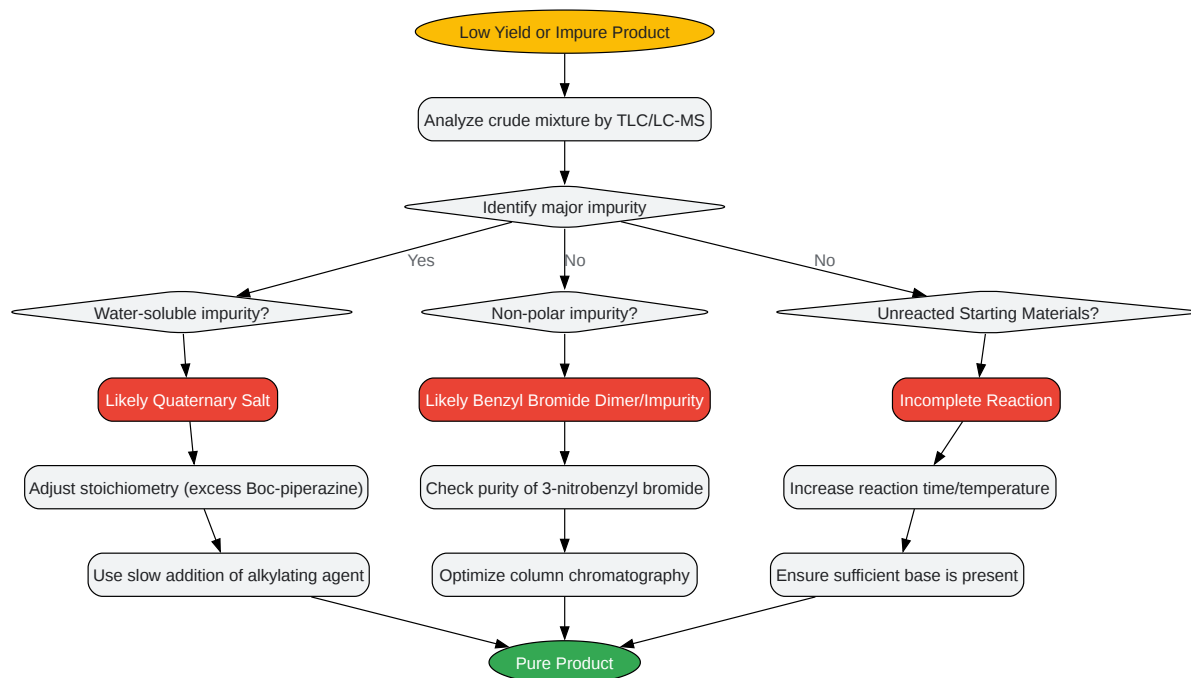 Low Yield or Impure Product
Analyze crude mixture by TLC/LC-MS
Identify major impurity
Yes
No
No
Water-soluble impurity?
Non-polar impurity?
Unreacted Starting Materials?
Likely Quaternary Salt
Likely Benzyl Bromide Dimer/Impurity
Incomplete Reaction
Adjust stoichiometry (excess Boc-piperazine)
Check purity of 3-nitrobenzyl bromide
Increase reaction time/temperature
Use slow addition of alkylating agent
Optimize column chromatography
Ensure sufficient base is present
Pure Product